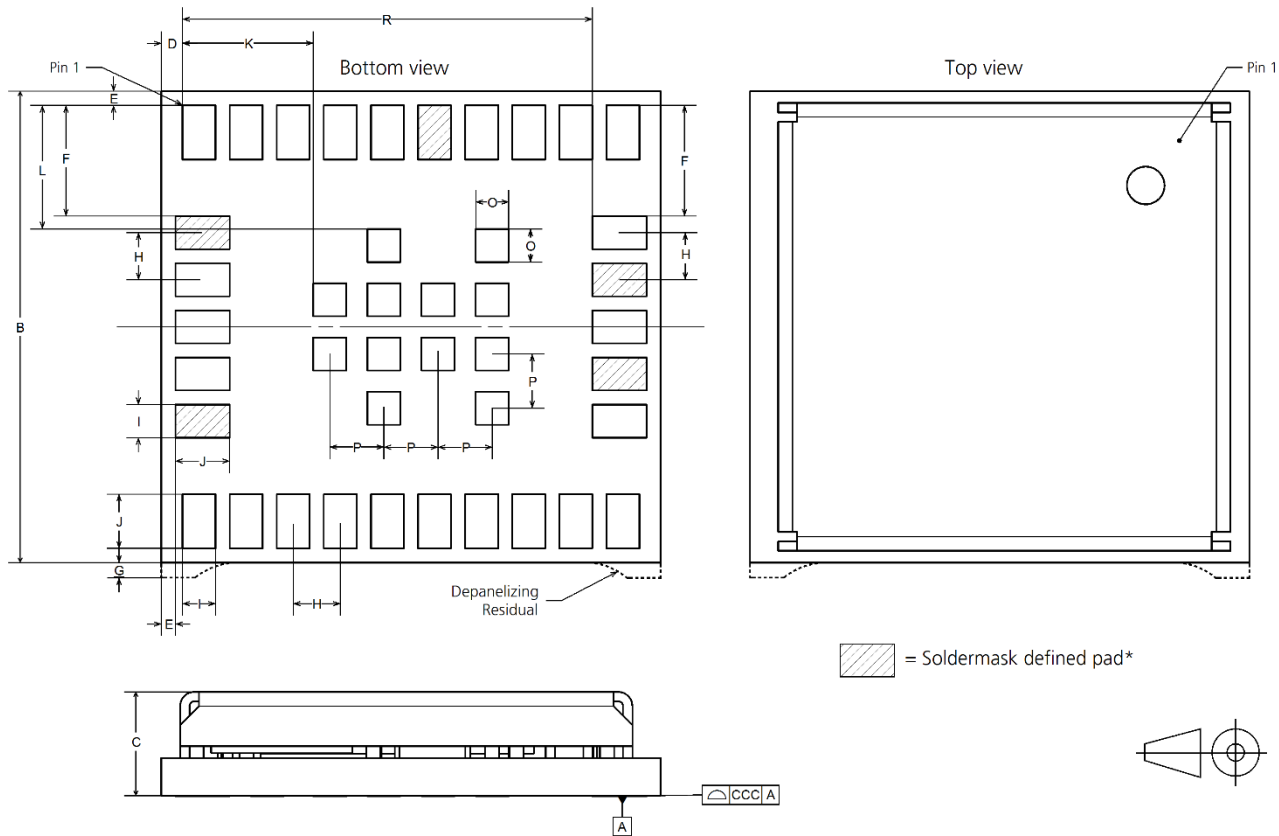 R
D
K
Pin 1
Bottom view
Top view
Pin 1
E
L
F
F
O
O
H
H
B
P
I
P
P
P
J
J
G
Depanelizing
Residual
I
H
E
= Soldermask defined pad*
C
CCC A
A